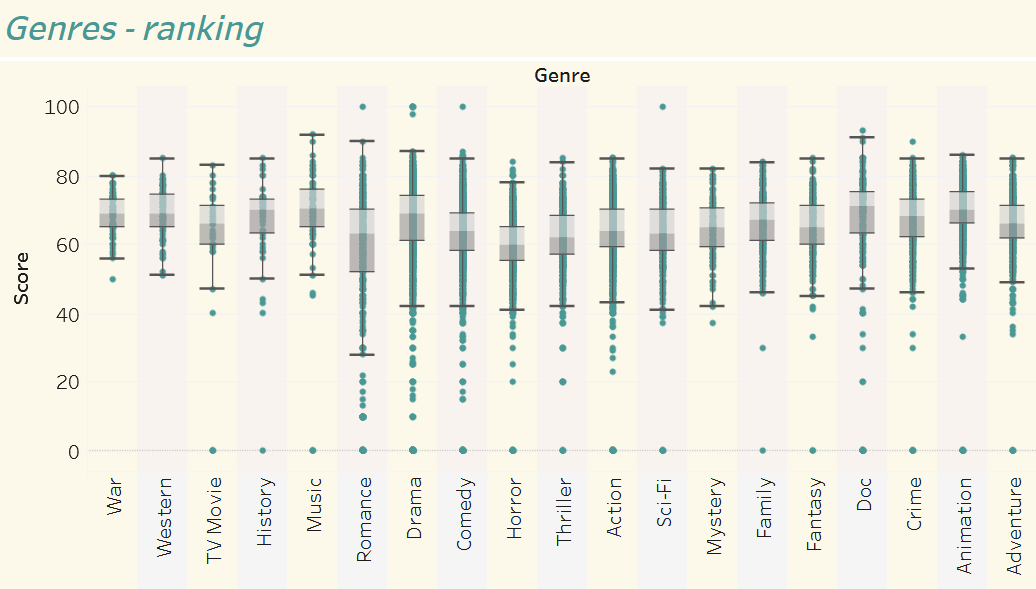 Genres - ranking
Genre
100
80
60
40
20
0
Score
War
Western
TV Movie
History
Music
Romance
Drama
Comedy
Horror
Thriller
Action
Sci-Fi
Mystery
Family
Fantasy
Doc
Crime
Animation
Adventure